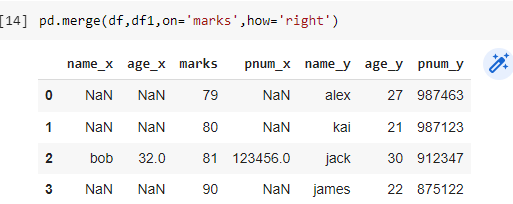 [14] pd.merge(df,df1,on='marks',how='right')
name_x age_x marks pnum_x name_y age_y pnum_y
0 NaN NaN 79 NaN alex 27 987463
1 NaN NaN 80 NaN kai 21 987123
2 bob 32.0 81 123456.0 jack 30 912347
3 NaN NaN 90 NaN james 22 875122